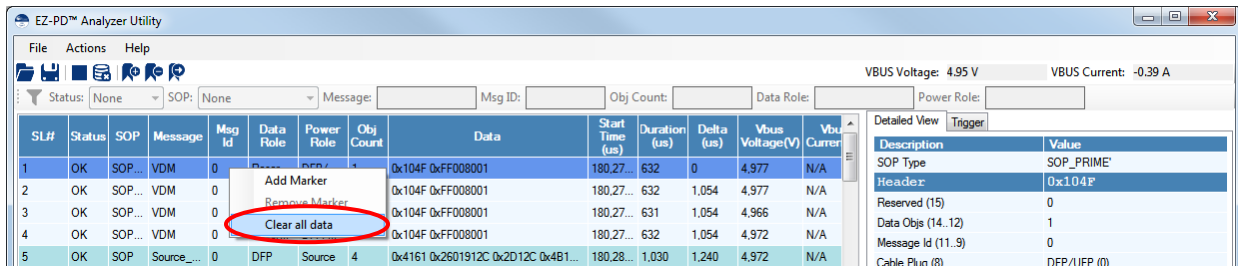 EZ-PD™ Analyzer Utility
File Actions Help
VBUS Voltage: 4.95 V VBUS Current: -0.39 A
Status: None SOP: None Message: Msg ID: Obj Count: Data Role: Power Role:
Detailed View Trigger
SL# Status SOP Message Msg Id Data Role Power Role Obj Count Data Start Time (us) Duration (us) Delta (us) Vbus Voltage(V) Vbu Curren
Description Value
1 OK SOP... VDM 0 1 0x104F 0xFF008001 180,27... 632 0 4,977 N/A
SOP Type SOP_PRIME'
Add Marker
Header 0x104F
2 OK SOP... VDM 0 0x104F 0xFF008001 180,27... 632 1,054 4,977 N/A
Remove Marker
Reserved (15) 0
3 OK SOP... VDM 0 0x104F 0xFF008001 180,27... 631 1,054 4,966 N/A
Data Objs (14..12) 1
Clear all data
4 OK SOP... VDM 0 0x104F 0xFF008001 180,27... 632 1,054 4,972 N/A
Message Id (11..9) 0
5 OK SOP Source_... 0 DFP Source 4 0x4161 0x2601912C 0x2D12C 0x4B1... 180,28... 1,030 1,240 4,972 N/A
Cable Plug (8) DFP/UFP (0)